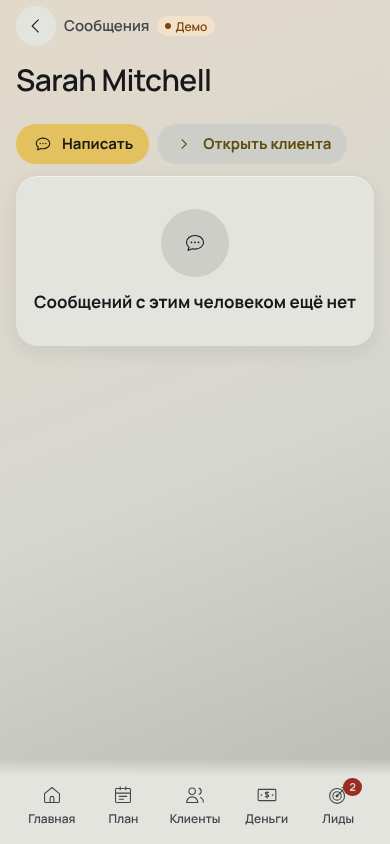 Сообщения
Демо
Sarah Mitchell
Написать
Открыть клиента
Сообщений с этим человеком ещё нет
2
Главная
План
Клиенты
Деньги
Лиды